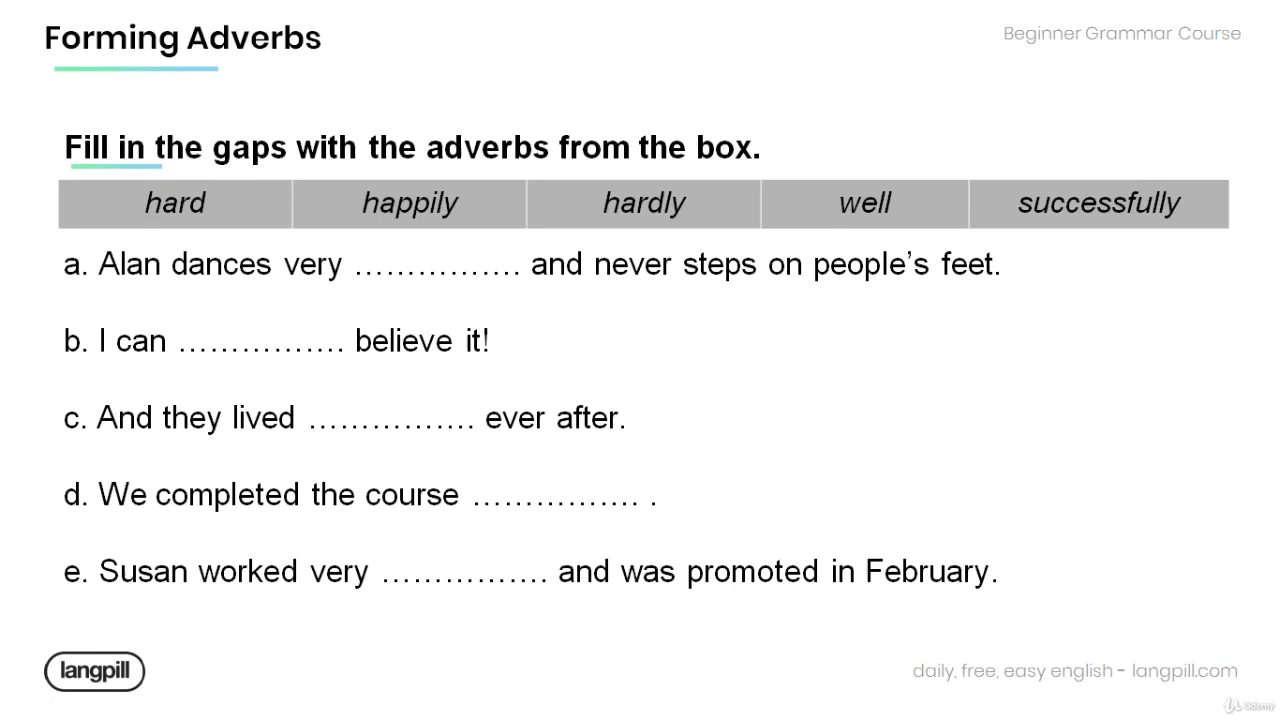 Forming Adverbs
Beginner Grammar Course
Fill in the gaps with the adverbs from the box.
hard happily hardly well successfully
a. Alan dances very ……………. and never steps on people’s feet.
b. I can ……………. believe it!
c. And they lived ……………. ever after.
d. We completed the course ……………. .
e. Susan worked very ……………. and was promoted in February.
langpill
daily, free, easy english - langpill.com
Udemy